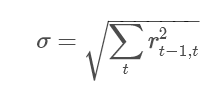 σ = √(∑_t r²_{t−1,t})